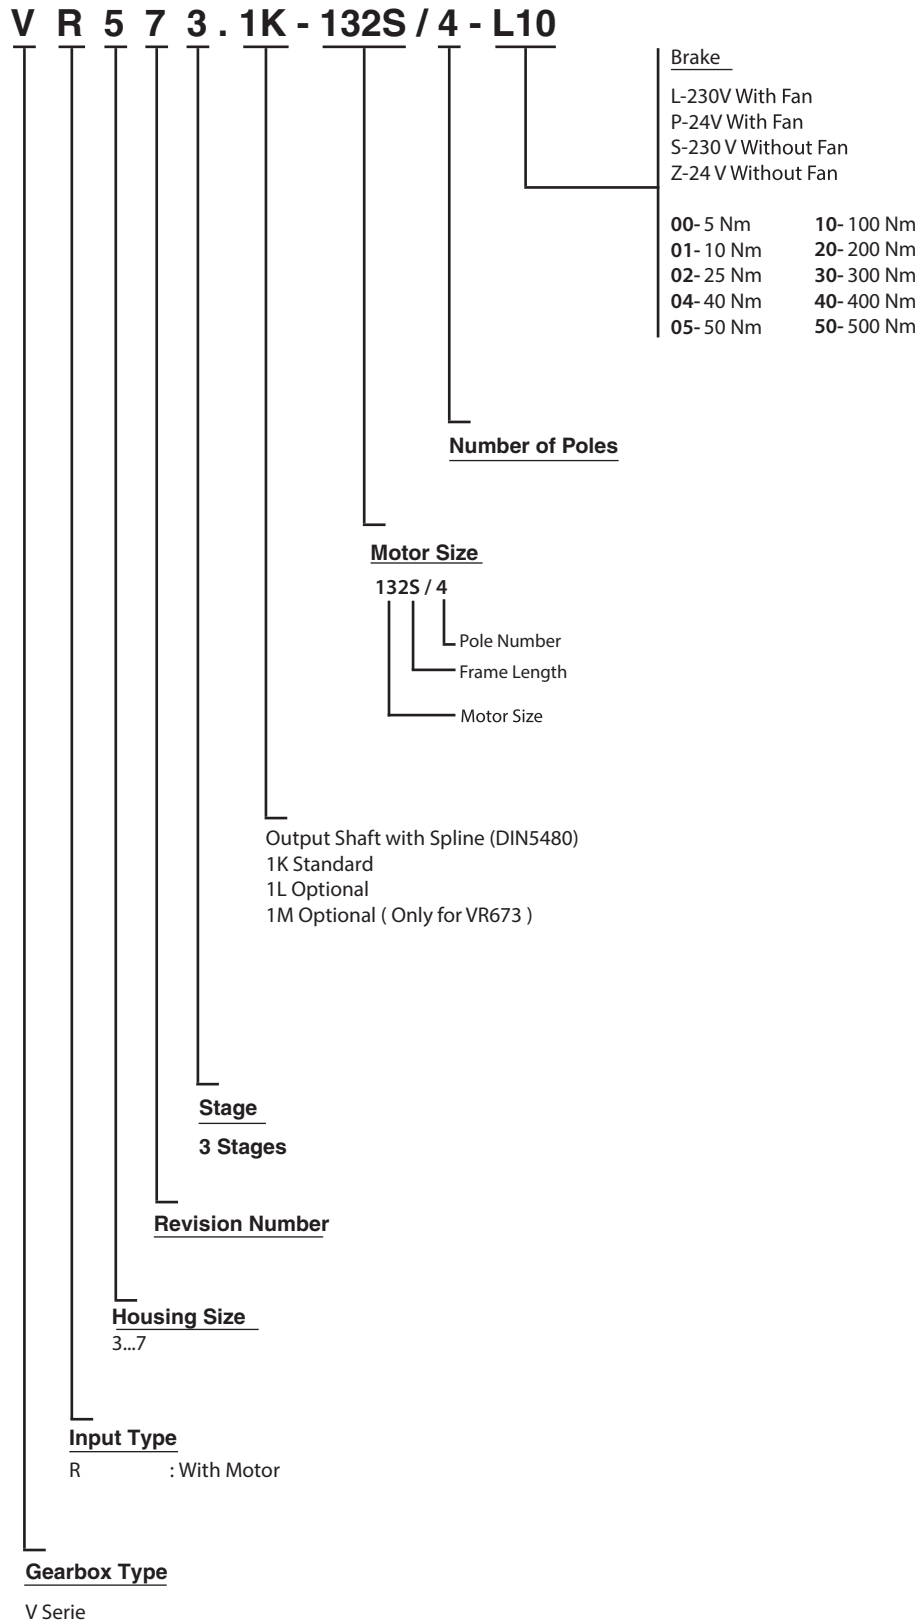 V R 5 7 3 . 1K - 132S / 4 - L10
Brake
L-230V With Fan
P-24V With Fan
S-230 V Without Fan
Z-24 V Without Fan
00- 5 Nm 10- 100 Nm
01- 10 Nm 20- 200 Nm
02- 25 Nm 30- 300 Nm
04- 40 Nm 40- 400 Nm
05- 50 Nm 50- 500 Nm
Number of Poles
Motor Size
132S / 4
Pole Number
Frame Length
Motor Size
Output Shaft with Spline (DIN5480)
1K Standard
1L Optional
1M Optional ( Only for VR673 )
Stage
3 Stages
Revision Number
Housing Size
3...7
Input Type
R : With Motor
Gearbox Type
V Serie